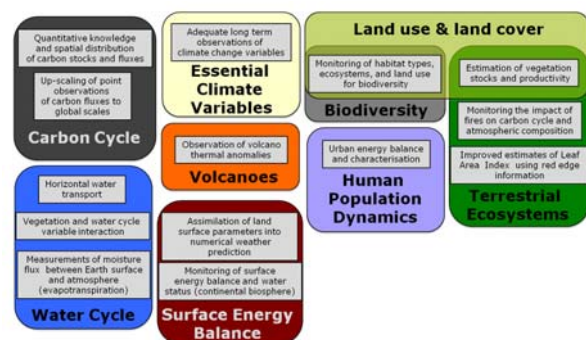 Quantitative knowledge
and spatial distribution
of carbon stocks and fluxes
Up-scaling of point
observations
of carbon fluxes to
global scales
Carbon Cycle
Adequate long term
observations of
climate change variables
Essential
Climate
Variables
Land use & land cover
Monitoring of habitat types,
ecosystems, and land use
for biodiversity
Biodiversity
Estimation of vegetation
stocks and productivity
Monitoring the impact of
fires on carbon cycle and
atmospheric composition
Improved estimates of Leaf
Area Index using red edge
information
Terrestrial
Ecosystems
Observation of volcano
thermal anomalies
Volcanoes
Urban energy balance
and characterisation
Human
Population
Dynamics
Horizontal water
transport
Vegetation and water cycle
variable interaction
Measurements of moisture
flux between Earth surface
and atmosphere
(evapotranspiration)
Water Cycle
Assimilation of land
surface parameters into
numerical weather
prediction
Monitoring of surface
energy balance and water
status (continental biosphere)
Surface Energy
Balance